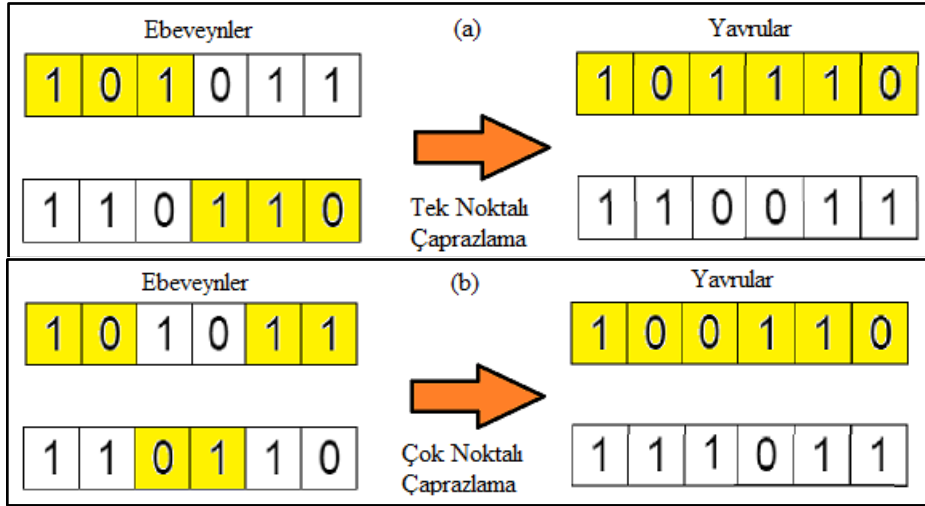 Ebeveynler (a) Yavrular
1 0 1 0 1 1 1 0 1 1 1 0
1 1 0 1 1 0 1 1 0 0 1 1
Tek Noktalı
Çaprazlama
Ebeveynler (b) Yavrular
1 0 1 0 1 1 1 0 0 1 1 0
1 1 0 1 1 0 1 1 1 0 1 1
Çok Noktalı
Çaprazlama